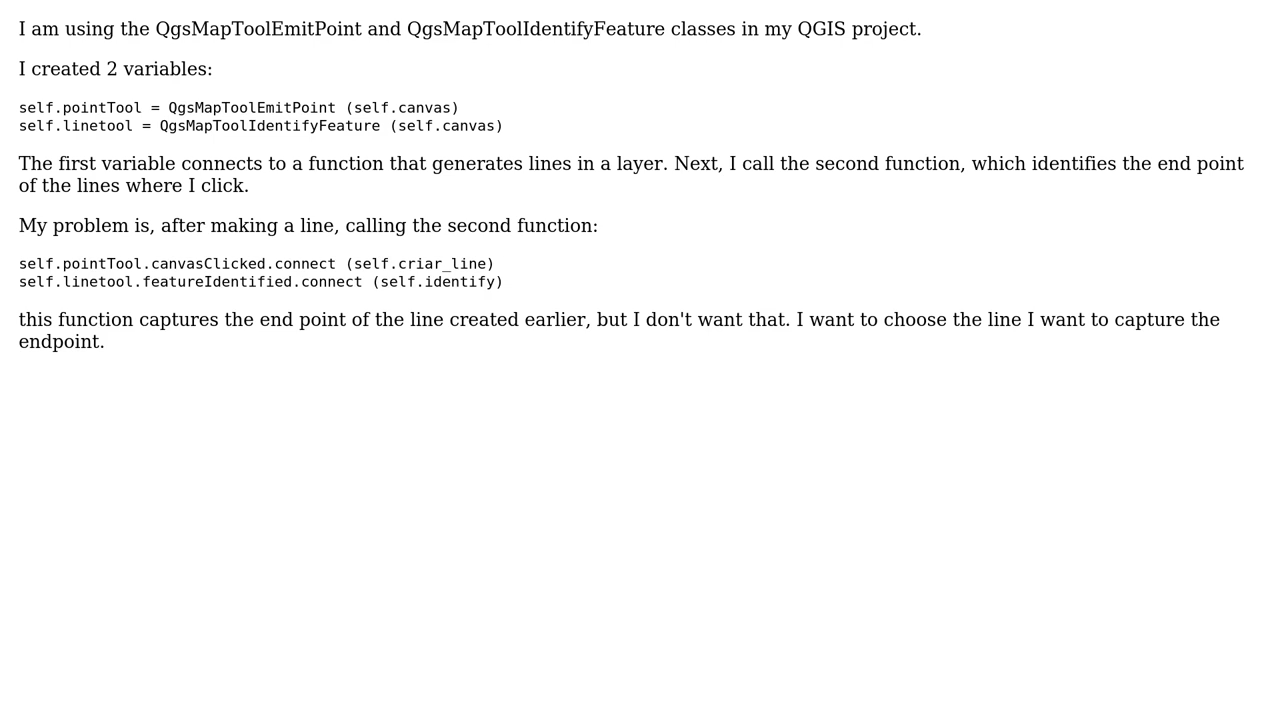 I am using the QgsMapToolEmitPoint and QgsMapToolIdentifyFeature classes in my QGIS project.
I created 2 variables:
self.pointTool = QgsMapToolEmitPoint (self.canvas)
self.linetool = QgsMapToolIdentifyFeature (self.canvas)
The first variable connects to a function that generates lines in a layer. Next, I call the second function, which identifies the end point
of the lines where I click.
My problem is, after making a line, calling the second function:
self.pointTool.canvasClicked.connect (self.criar_line)
self.linetool.featureIdentified.connect (self.identify)
this function captures the end point of the line created earlier, but I don't want that. I want to choose the line I want to capture the
endpoint.